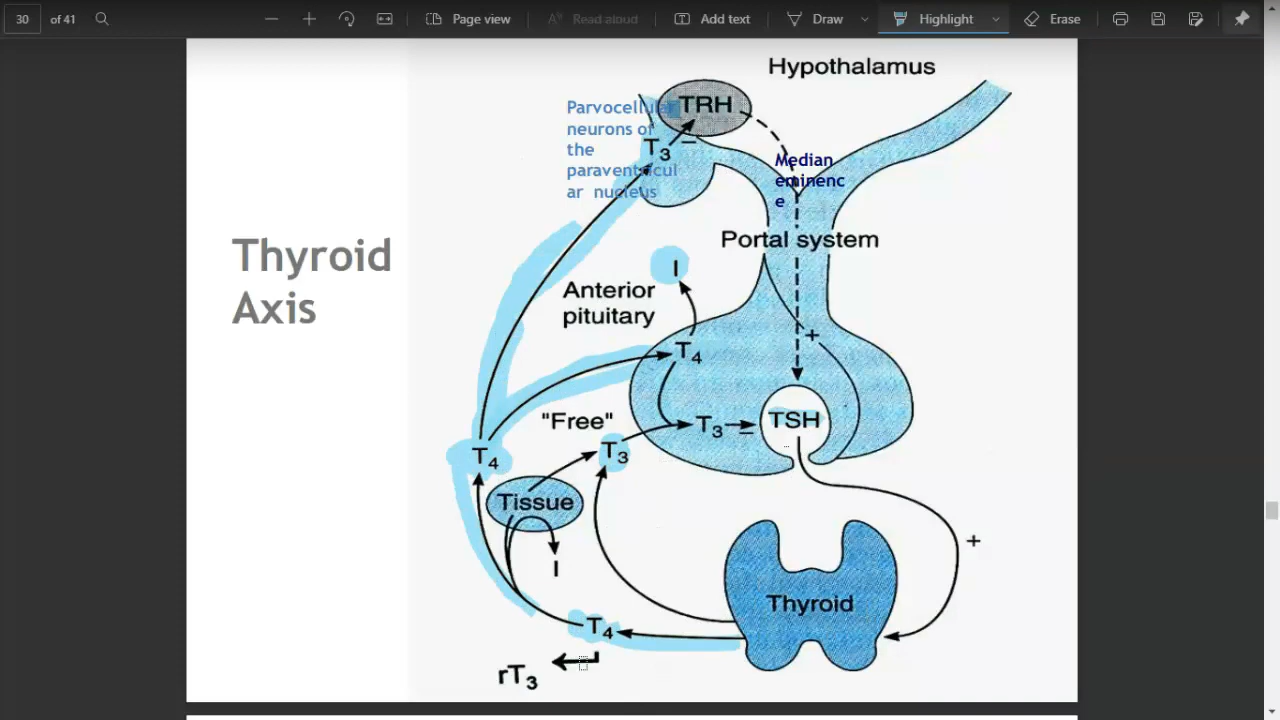 30 of 41
Page view
Read aloud
Add text
Draw
Highlight
Erase
Hypothalamus
TRH
Parvocellular
neurons of
the
paraventricul
ar nucleus
T3
−
Median
eminenc
e
Portal system
Thyroid
Axis
I
Anterior
pituitary
+
T4
"Free"
T3
−
TSH
T4
T3
Tissue
I
+
Thyroid
T4
rT3